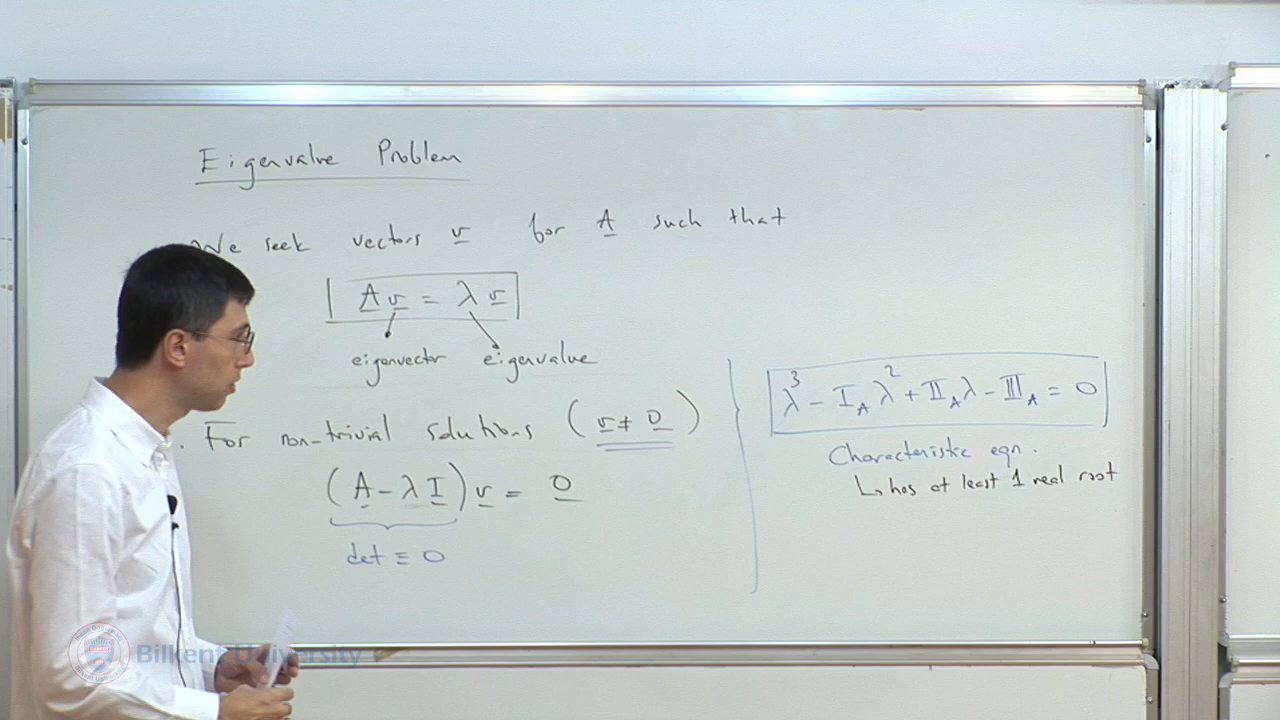 Eigenvalue Problem
We seek vectors v for A such that
A v = λ v
eigenvector eigenvalue
. For non-trivial solutions (v ≠ 0)
(A - λ I) v = 0
det = 0
λ³ - I_A λ² + II_A λ - III_A = 0
Characteristic eqn.
↳ has at least 1 real root
Bilkent University